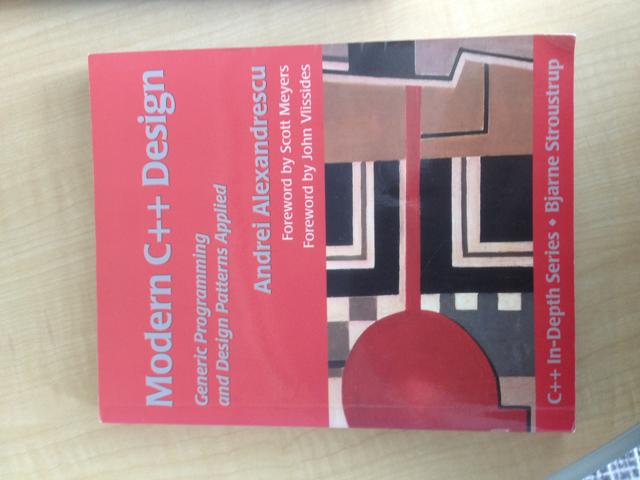 Modern C++ Design
Generic Programming
and Design Patterns Applied
Andrei Alexandrescu
Foreword by Scott Meyers
Foreword by John Vlissides
C++ In-Depth Series • Bjarne Stroustrup